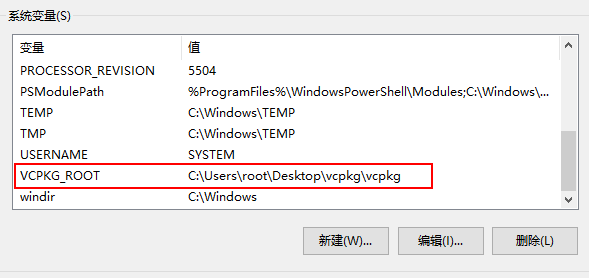 系统变量(S)
变量 值
PROCESSOR_REVISION 5504
PSModulePath %ProgramFiles%\WindowsPowerShell\Modules;C:\Windows\...
TEMP C:\Windows\TEMP
TMP C:\Windows\TEMP
USERNAME SYSTEM
VCPKG_ROOT C:\Users\root\Desktop\vcpkg\vcpkg
windir C:\Windows
新建(W)... 编辑(I)... 删除(L)